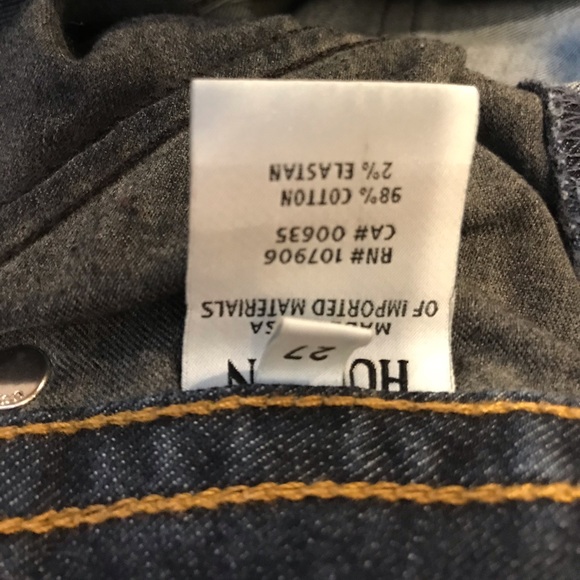 27
OF IMPORTED MATERIALS
RN# 107906
CA# 00635
98% COTTON
2% ELASTAN